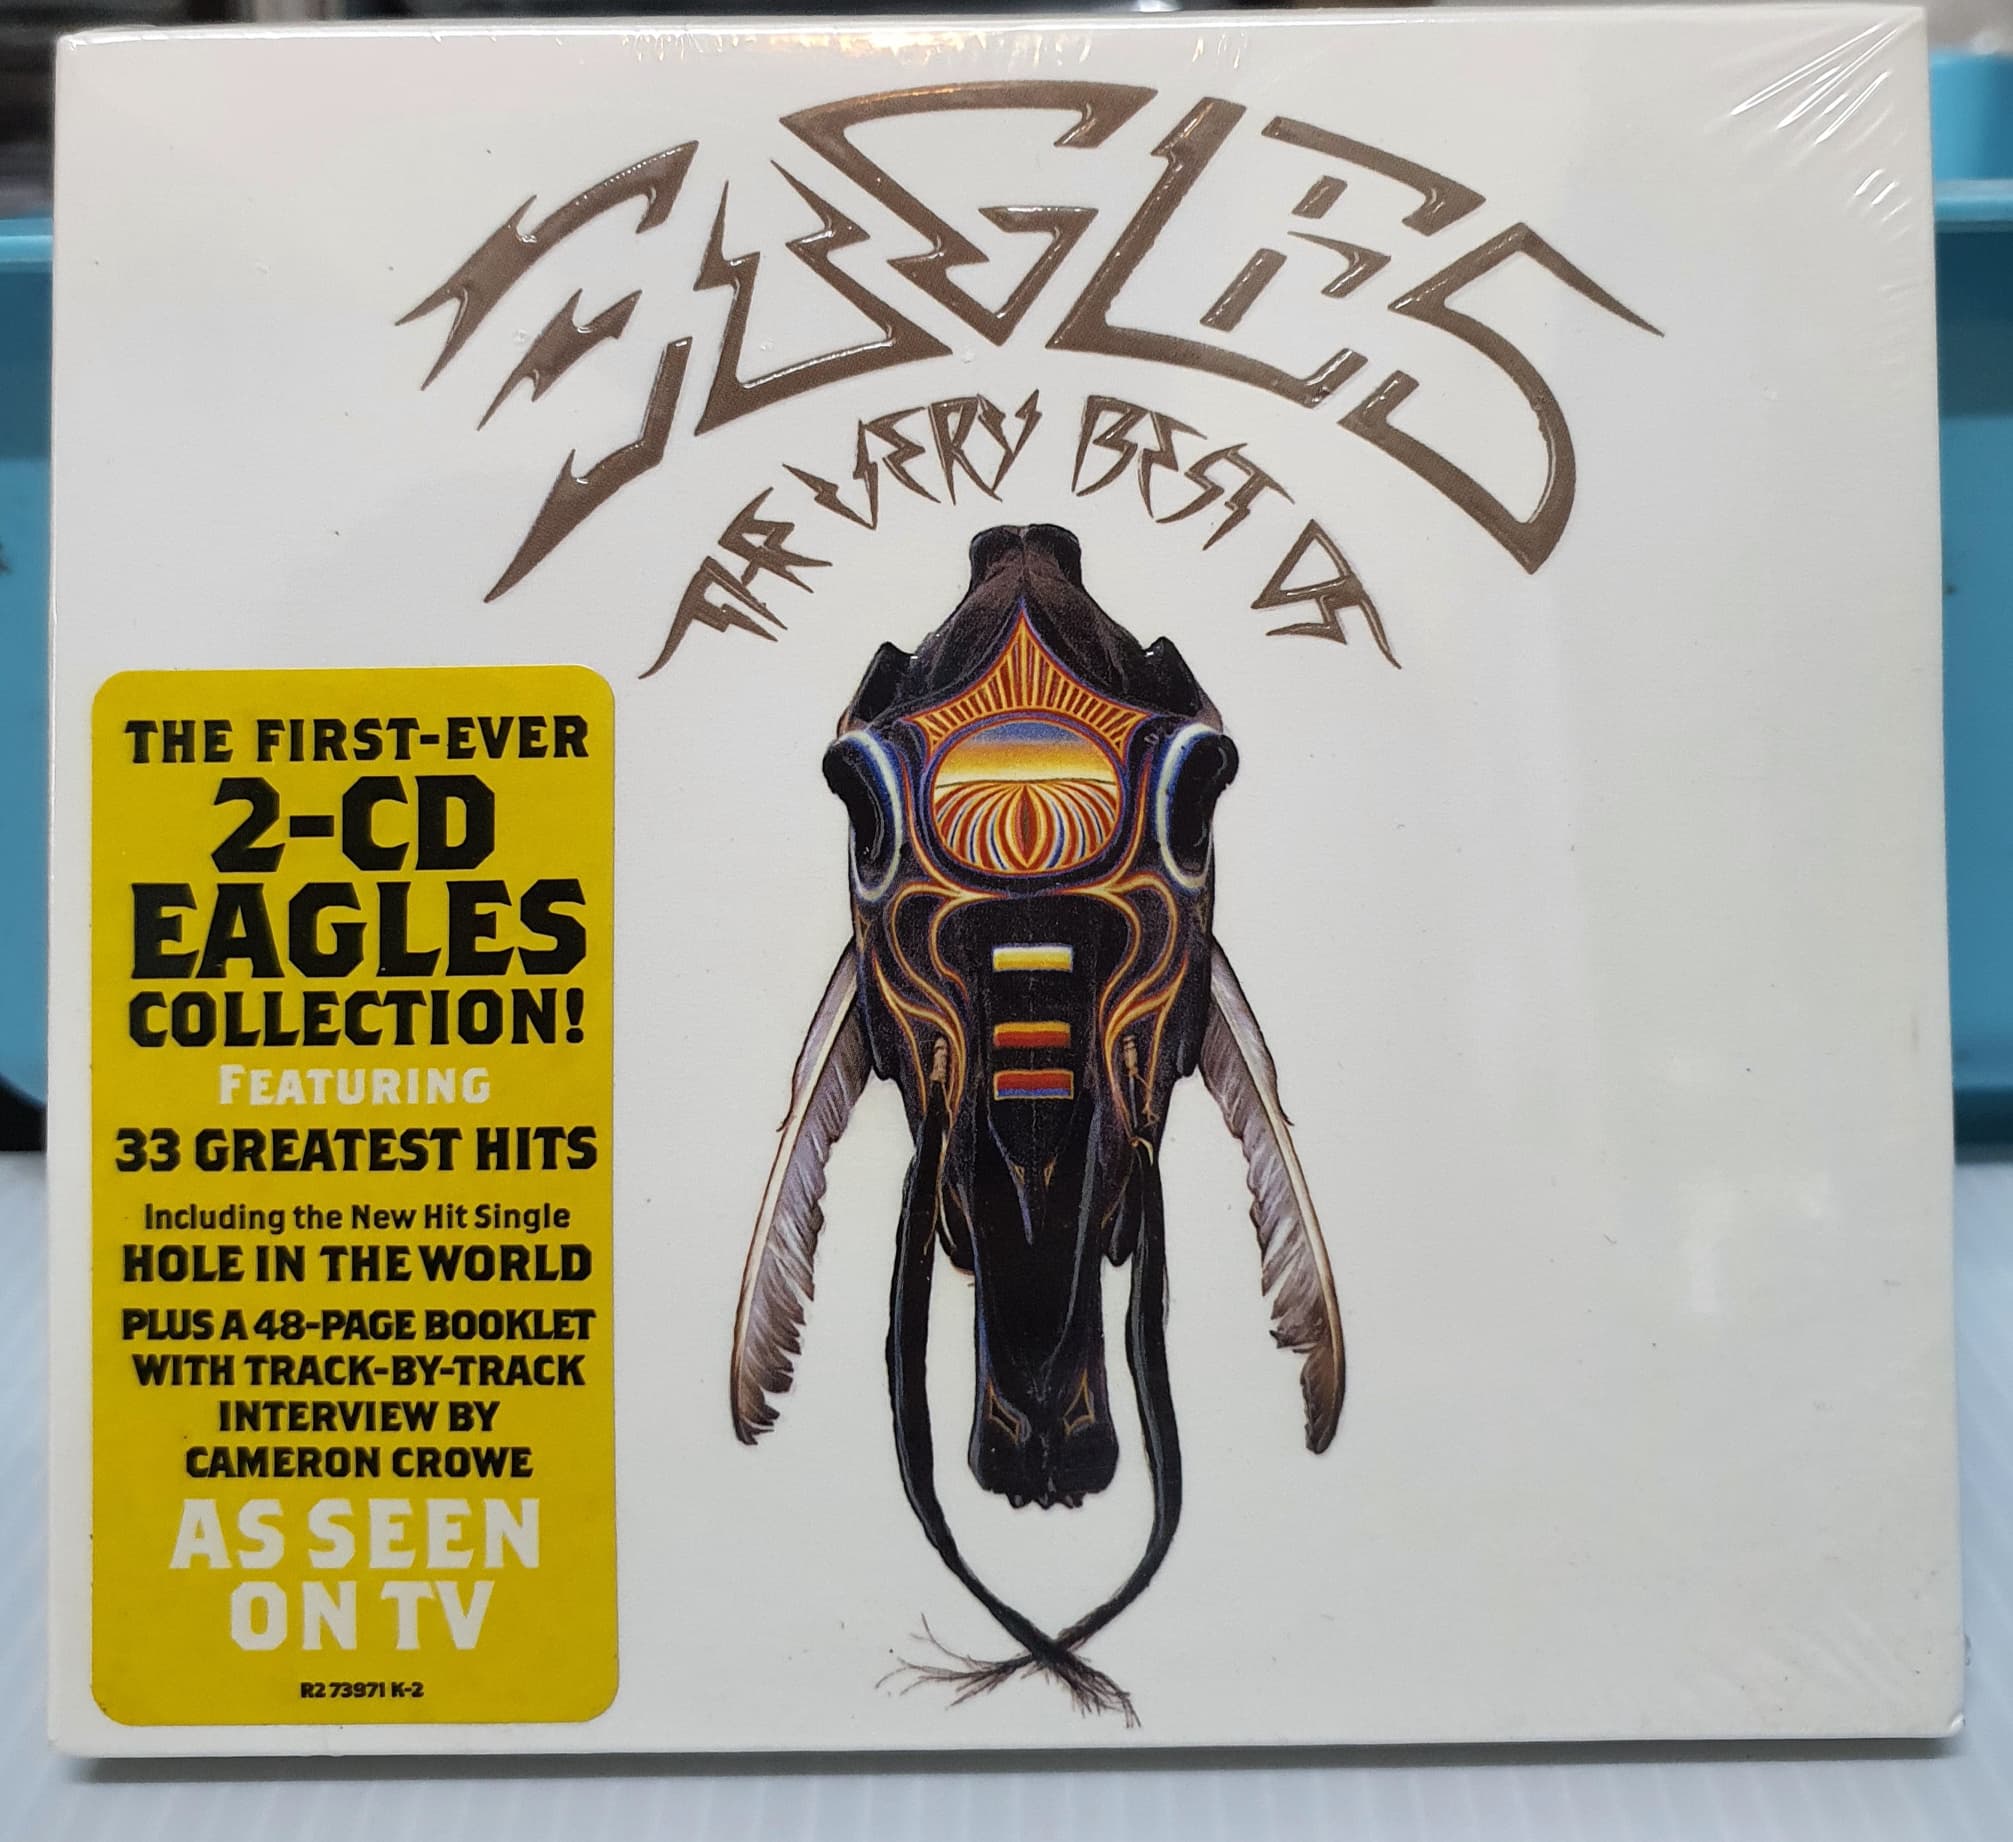 EAGLES
THE VERY BEST OF
THE FIRST-EVER
2-CD
EAGLES
COLLECTION!
FEATURING
33 GREATEST HITS
Including the New Hit Single
HOLE IN THE WORLD
PLUS A 48-PAGE BOOKLET
WITH TRACK-BY-TRACK
INTERVIEW BY
CAMERON CROWE
AS SEEN
ON TV
R2 73971 K-2